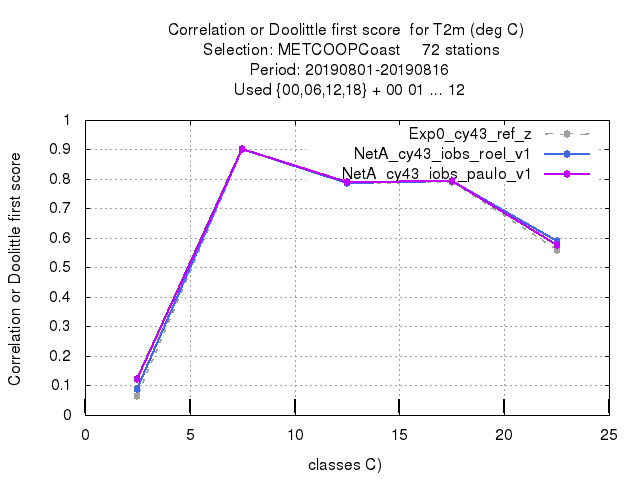 Correlation or Doolittle first score  for T2m (deg C)
Selection: METCOOPCoast     72 stations
Period: 20190801-20190816
Used {00,06,12,18} + 00 01 ... 12
Correlation or Doolittle first score
1
0.9
0.8
0.7
0.6
0.5
0.4
0.3
0.2
0.1
0
Exp0_cy43_ref_z
NetA_cy43_iobs_roel_v1
NetA_cy43_iobs_paulo_v1
0 5 10 15 20 25
classes C)